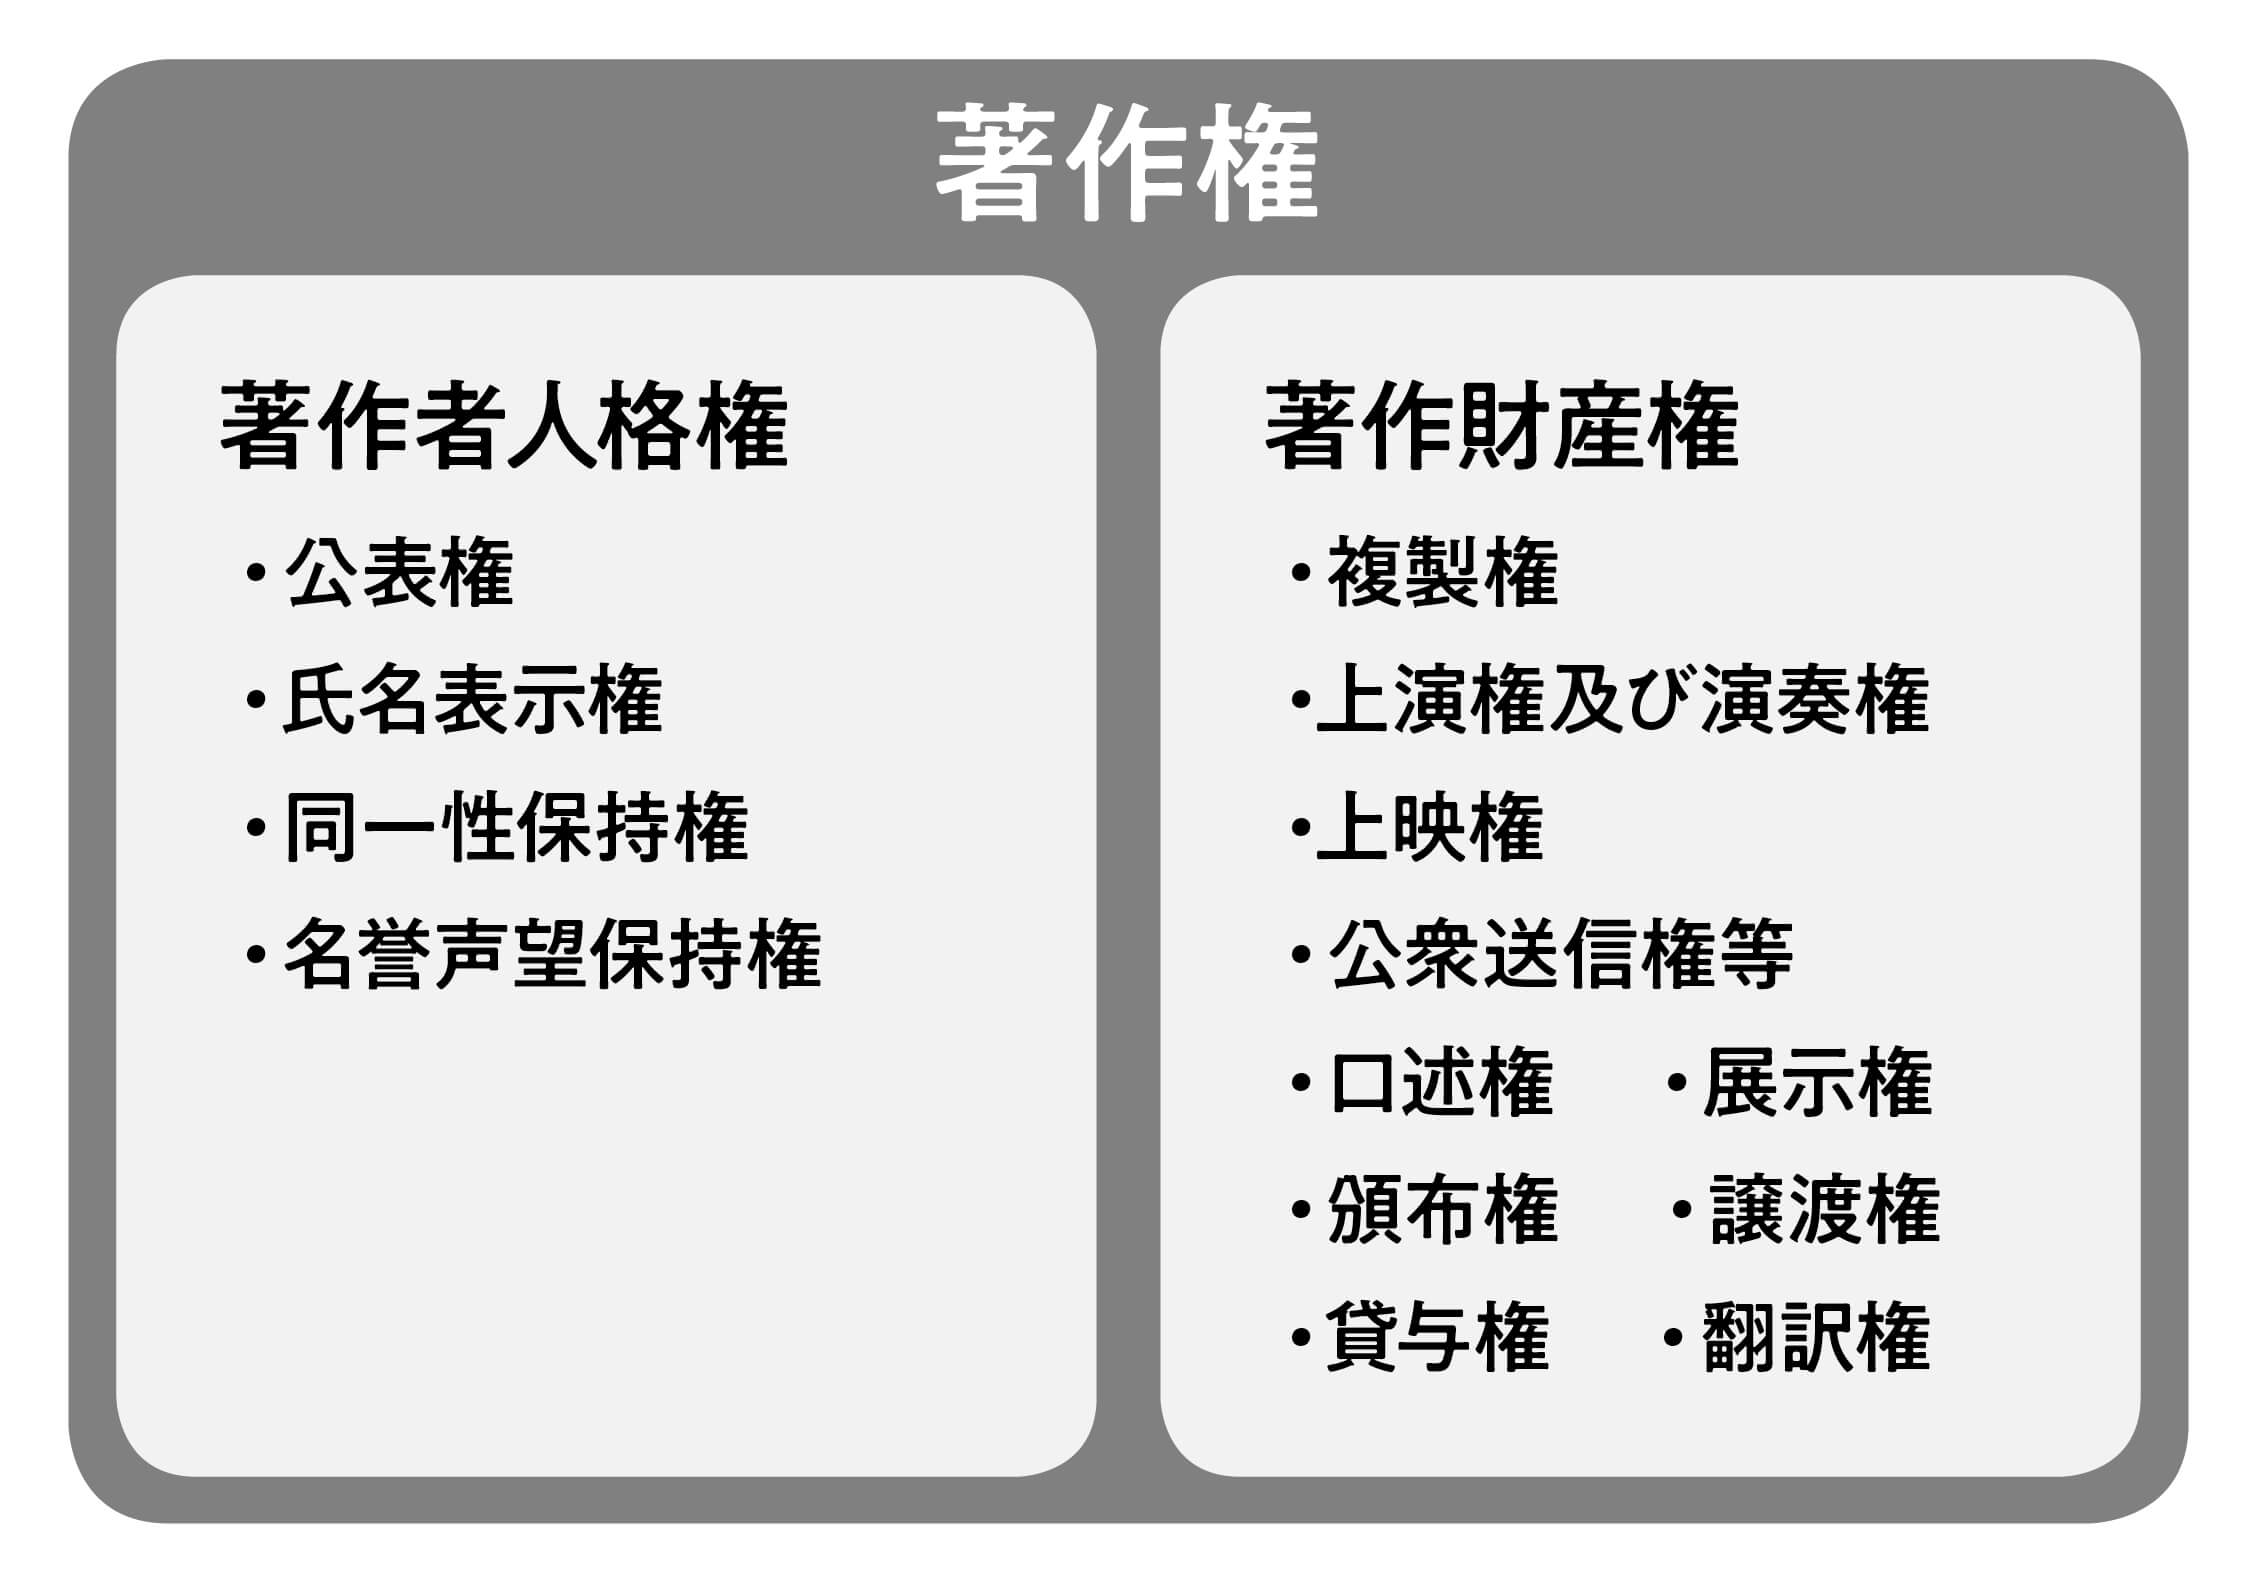 著作権
著作者人格権
・公表権
・氏名表示権
・同一性保持権
・名誉声望保持権
著作財産権
・複製権
・上演権及び演奏権
・上映権
・公衆送信権等
・口述権　・展示権
・頒布権　・譲渡権
・貸与権　・翻訳権